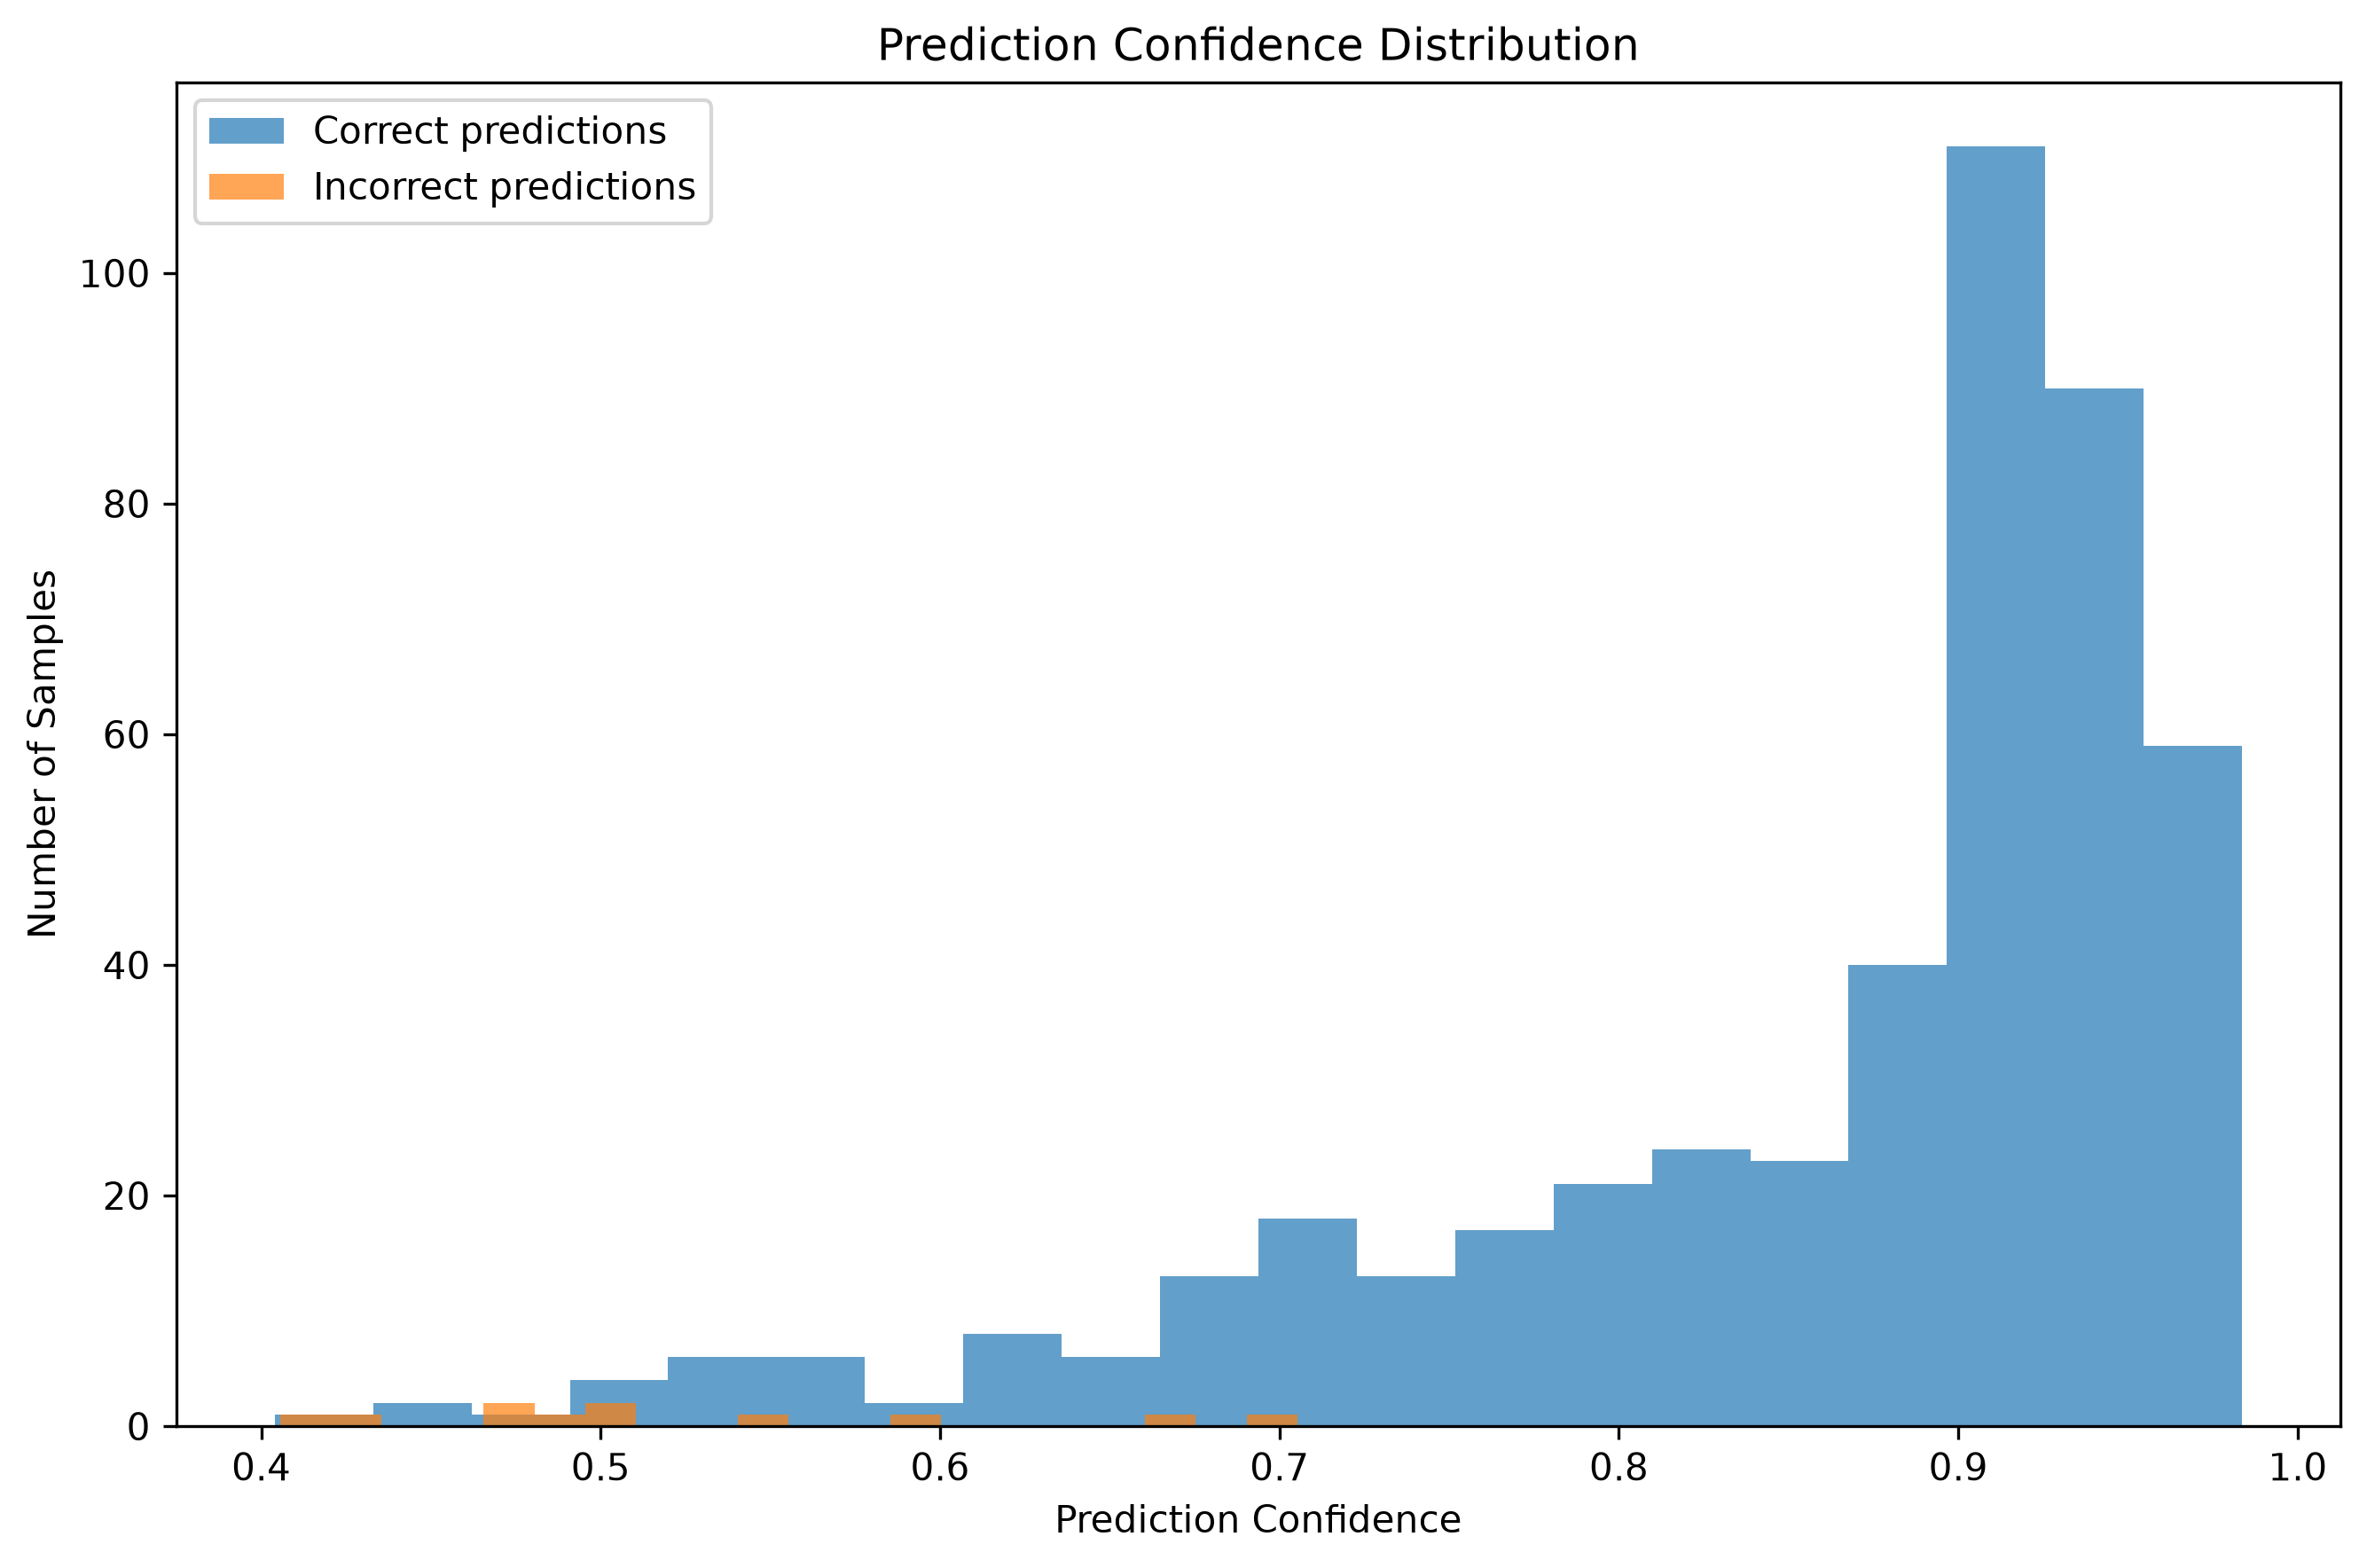 Prediction Confidence Distribution
Correct predictions
Incorrect predictions
Number of Samples
100
80
60
40
20
0
0.4 0.5 0.6 0.7 0.8 0.9 1.0
Prediction Confidence